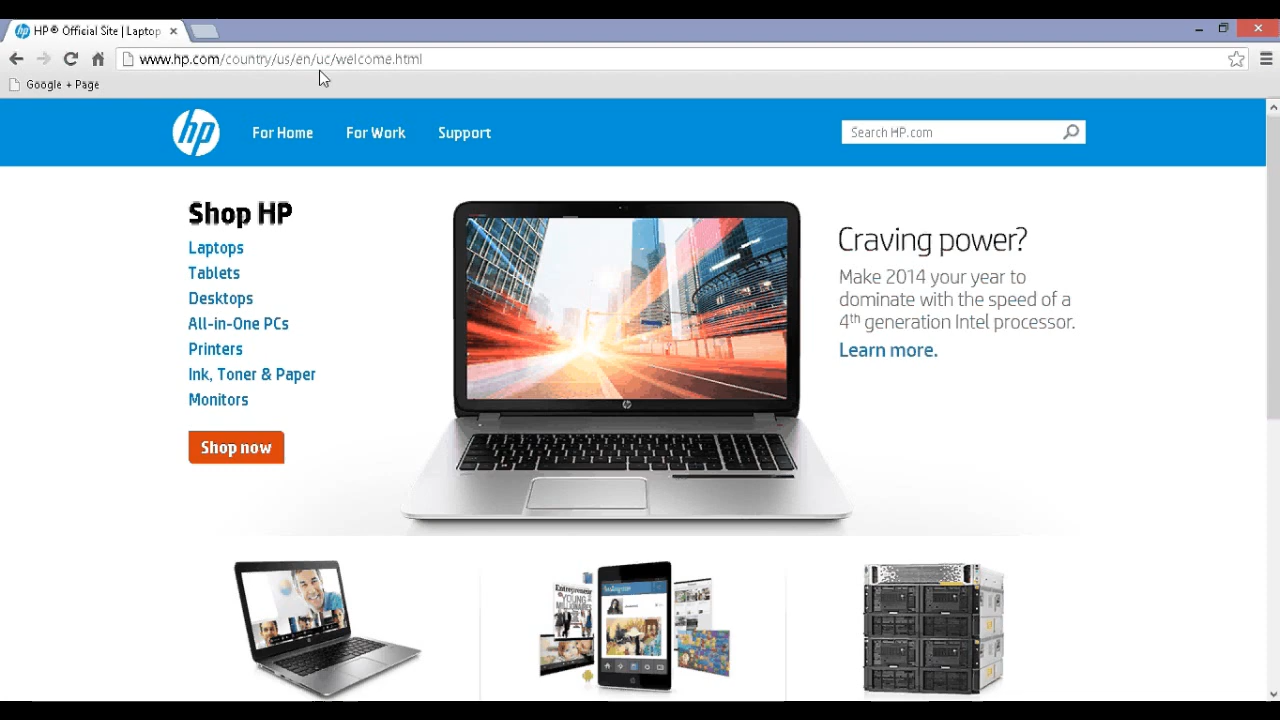 HP® Official Site | Laptop
www.hp.com/country/us/en/uc/welcome.html
Google + Page
hp
For Home
For Work
Support
Search HP.com
Shop HP
Laptops
Tablets
Desktops
All-in-One PCs
Printers
Ink, Toner & Paper
Monitors
Shop now
Craving power?
Make 2014 your year to
dominate with the speed of a
4th generation Intel processor.
Learn more.
Entrepreneur
YOUNG
MILLIONAIRES